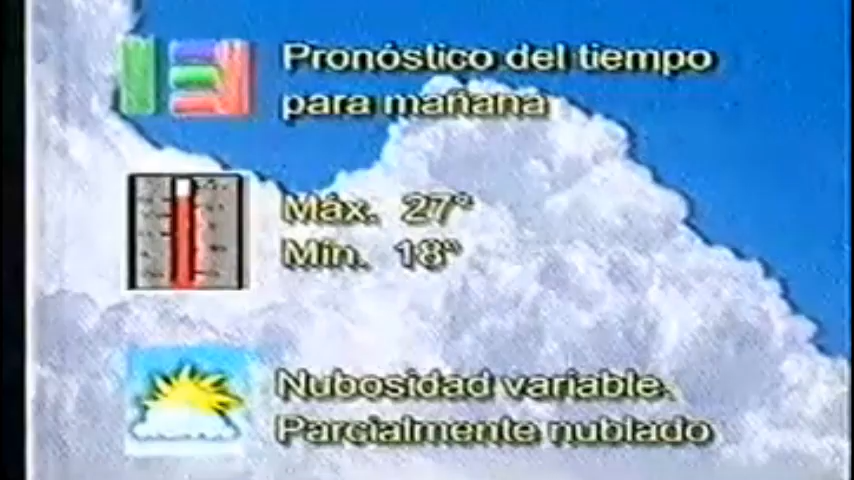 Pronóstico del tiempo
para mañana
Máx. 27°
Mín. 18°
Nubosidad variable.
Parcialmente nublado